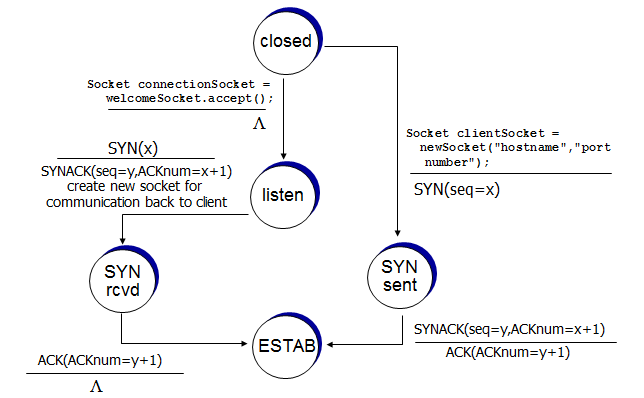 closed
Socket connectionSocket =
welcomeSocket.accept();
Λ
Socket clientSocket =
newSocket("hostname","port
number");
SYN(seq=x)
SYN(x)
SYNACK(seq=y,ACKnum=x+1)
create new socket for
communication back to client
listen
SYN
rcvd
SYN
sent
ESTAB
SYNACK(seq=y,ACKnum=x+1)
ACK(ACKnum=y+1)
ACK(ACKnum=y+1)
Λ